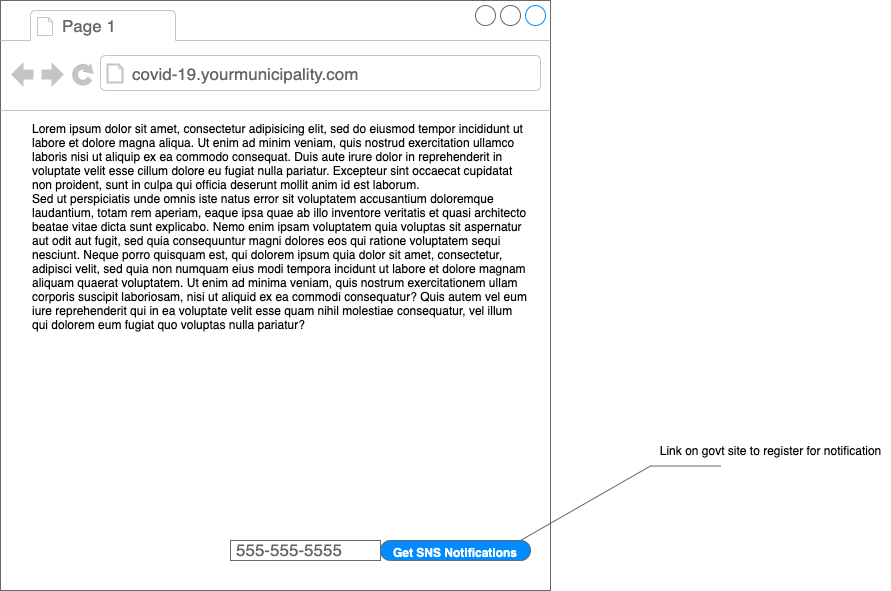 Page 1
covid-19.yourmunicipality.com
Lorem ipsum dolor sit amet, consectetur adipisicing elit, sed do eiusmod tempor incididunt ut
labore et dolore magna aliqua. Ut enim ad minim veniam, quis nostrud exercitation ullamco
laboris nisi ut aliquip ex ea commodo consequat. Duis aute irure dolor in reprehenderit in
voluptate velit esse cillum dolore eu fugiat nulla pariatur. Excepteur sint occaecat cupidatat
non proident, sunt in culpa qui officia deserunt mollit anim id est laborum.
Sed ut perspiciatis unde omnis iste natus error sit voluptatem accusantium doloremque
laudantium, totam rem aperiam, eaque ipsa quae ab illo inventore veritatis et quasi architecto
beatae vitae dicta sunt explicabo. Nemo enim ipsam voluptatem quia voluptas sit aspernatur
aut odit aut fugit, sed quia consequuntur magni dolores eos qui ratione voluptatem sequi
nesciunt. Neque porro quisquam est, qui dolorem ipsum quia dolor sit amet, consectetur,
adipisci velit, sed quia non numquam eius modi tempora incidunt ut labore et dolore magnam
aliquam quaerat voluptatem. Ut enim ad minima veniam, quis nostrum exercitationem ullam
corporis suscipit laboriosam, nisi ut aliquid ex ea commodi consequatur? Quis autem vel eum
iure reprehenderit qui in ea voluptate velit esse quam nihil molestiae consequatur, vel illum
qui dolorem eum fugiat quo voluptas nulla pariatur?
Link on govt site to register for notification
555-555-5555
Get SNS Notifications